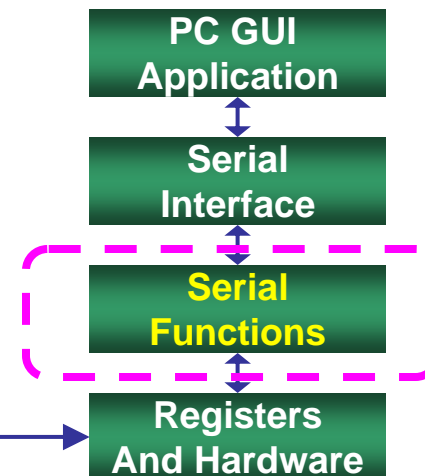 PC GUI
Application
Serial
Interface
Serial
Functions
Registers
And Hardware